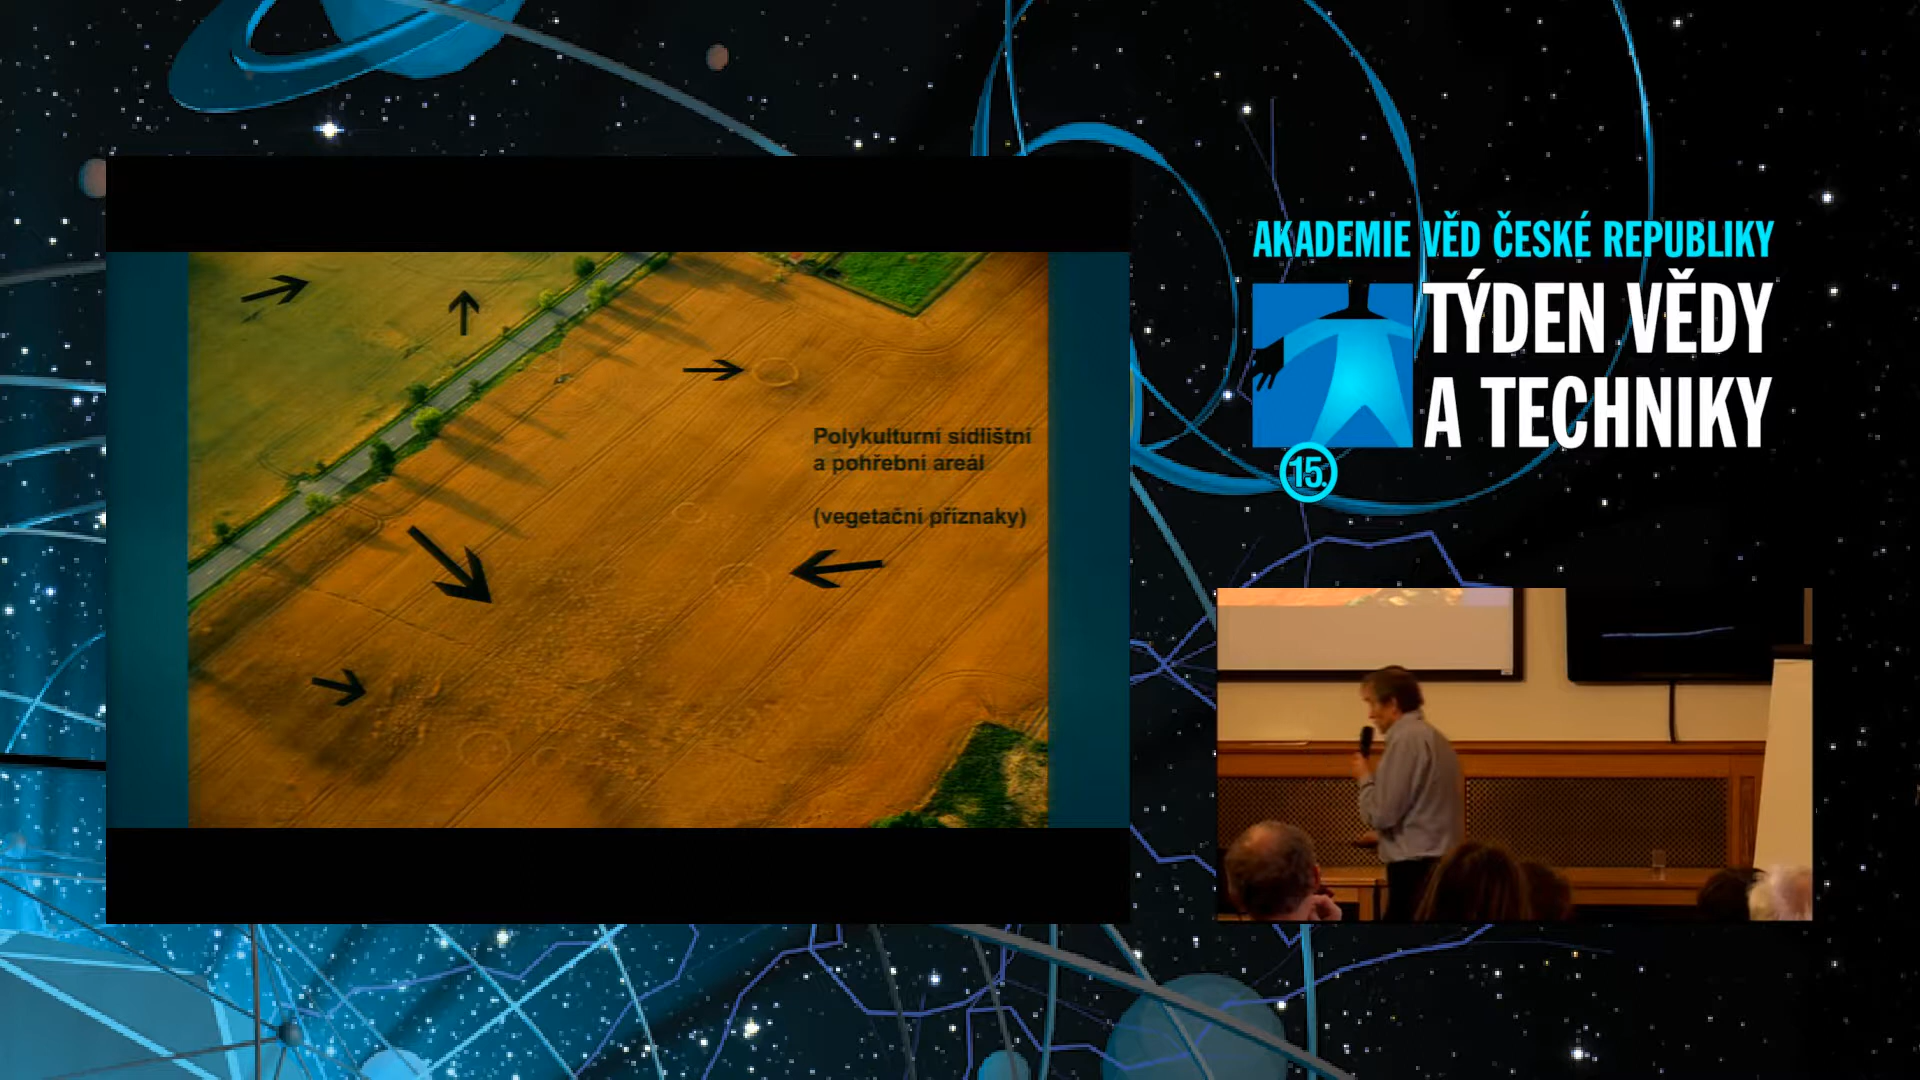 Polykulturní sídlištní
a pohřební areál
(vegetační příznaky)
AKADEMIE VĚD ČESKÉ REPUBLIKY
TÝDEN VĚDY
A TECHNIKY
15.